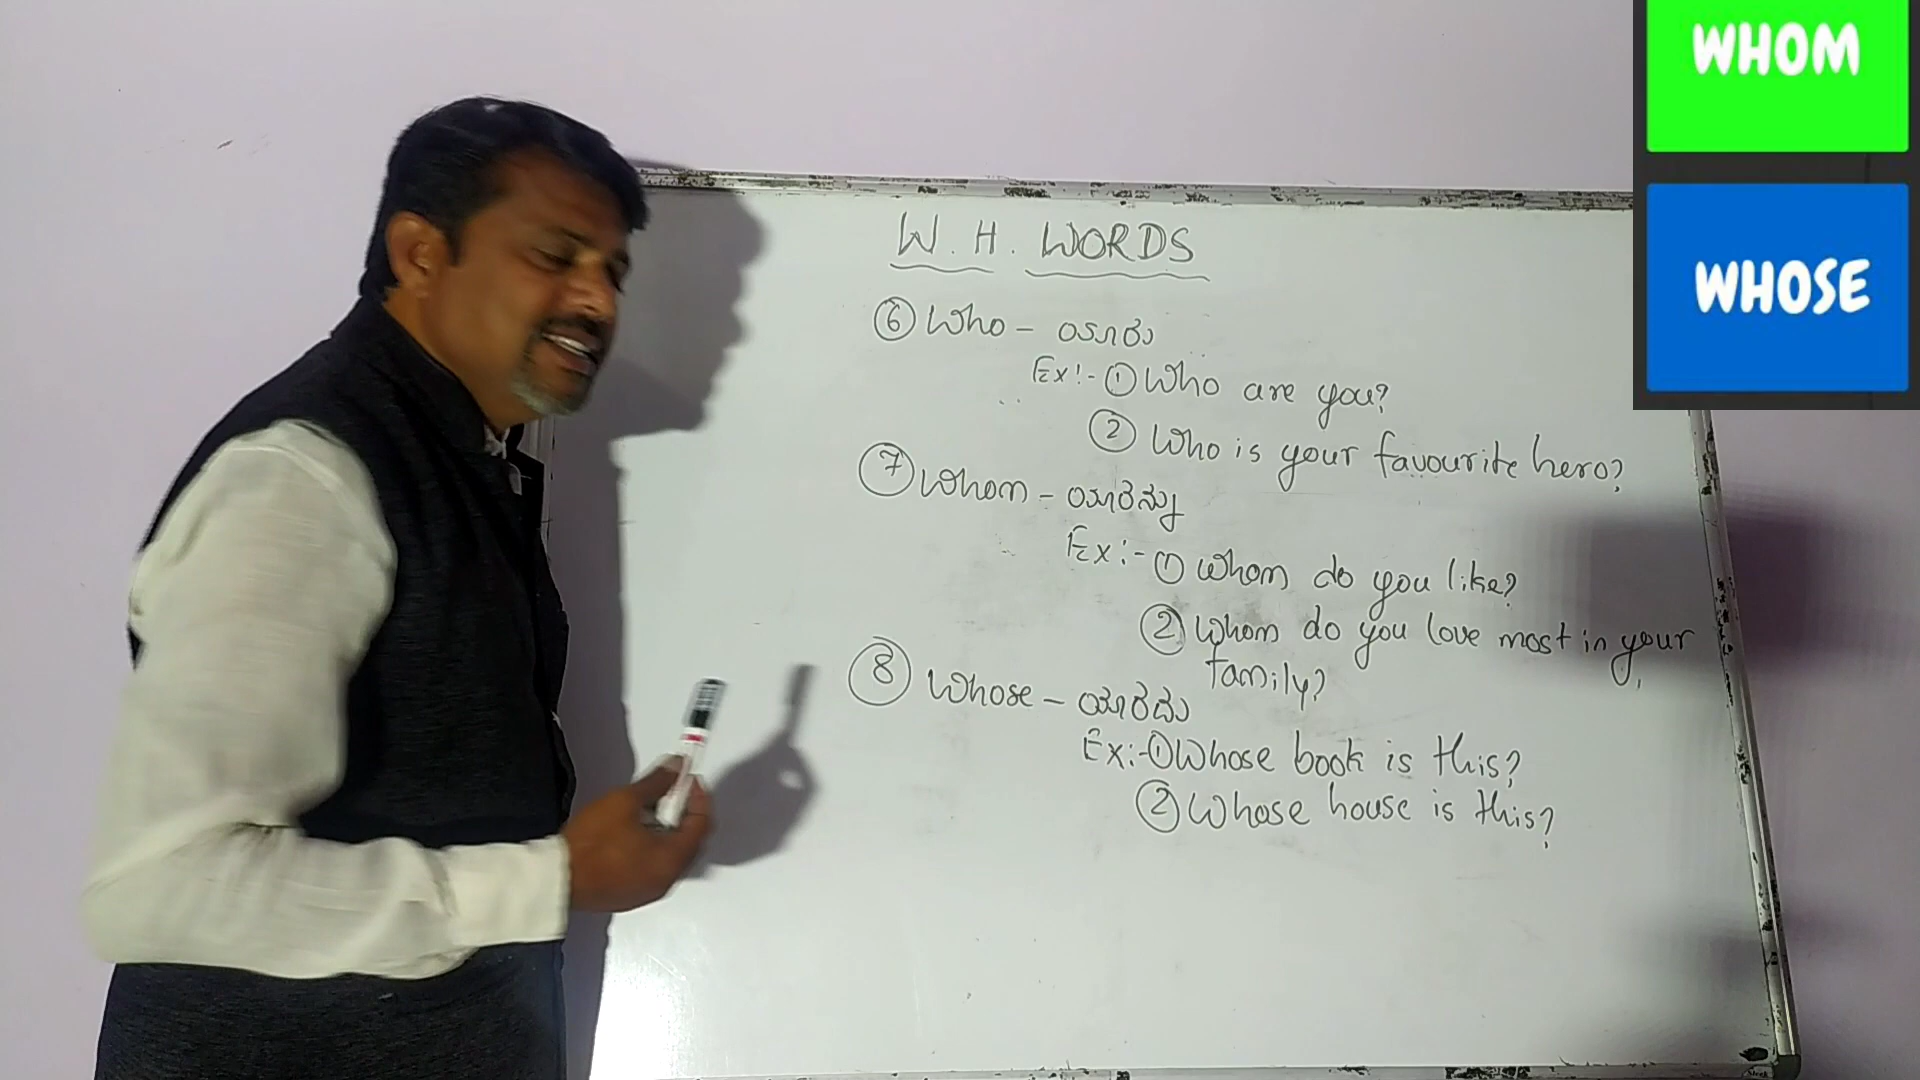 WHOM
WHOSE
W. H. WORDS
6 Who - ಯಾರು
Ex:- 1 Who are you?
2 Who is your favourite hero?
7 Whom - ಯಾರನ್ನು
Ex:- 1 Whom do you like?
2 Whom do you love most in your
family?
8 Whose - ಯಾರದು
Ex:- 1 Whose book is this?
2 Whose house is this?